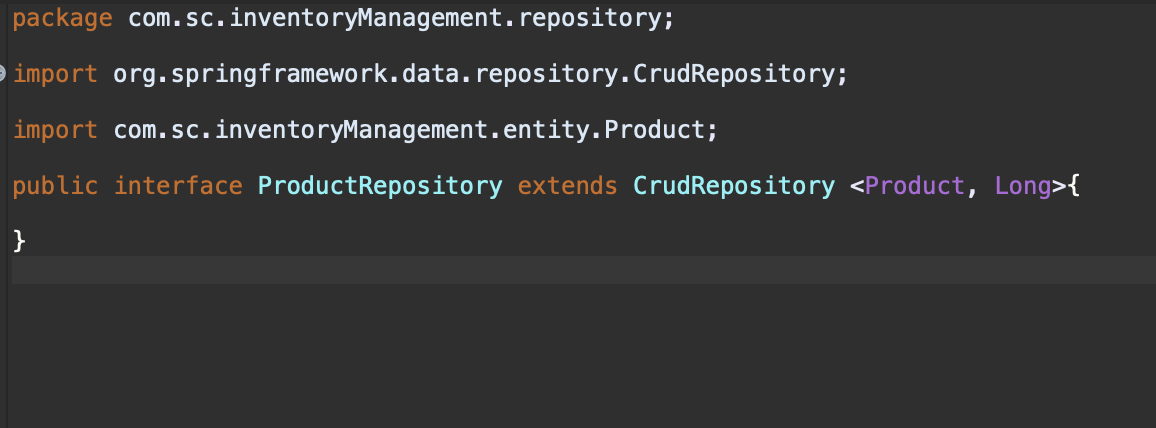 package com.sc.inventoryManagement.repository;
import org.springframework.data.repository.CrudRepository;
import com.sc.inventoryManagement.entity.Product;
public interface ProductRepository extends CrudRepository <Product, Long>{
}